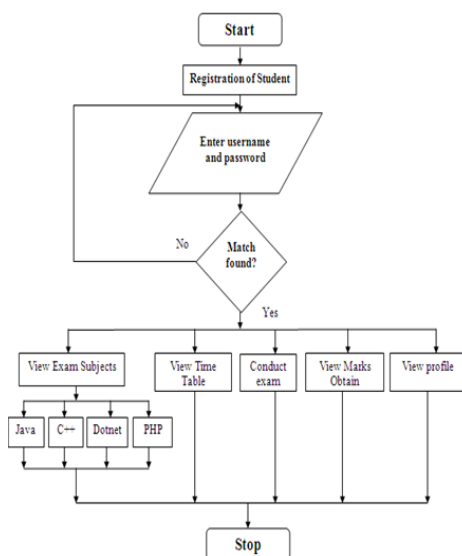 Start
Registration of Student
Enter username
and password
Match
found?
No
Yes
View Exam Subjects
View Time
Table
Conduct
exam
View Marks
Obtain
View profile
Java
C++
Dotnet
PHP
Stop